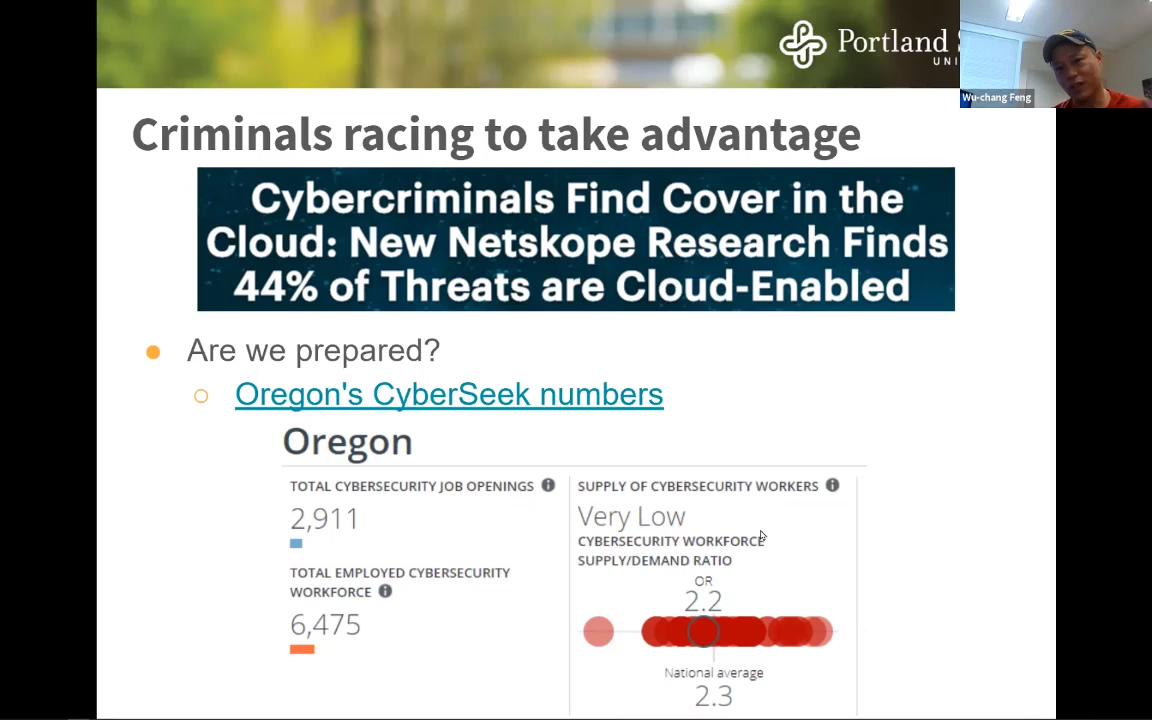 Portland
UNI
Wu-chang Feng
Criminals racing to take advantage
Cybercriminals Find Cover in the
Cloud: New Netskope Research Finds
44% of Threats are Cloud-Enabled
Are we prepared?
Oregon's CyberSeek numbers
Oregon
TOTAL CYBERSECURITY JOB OPENINGS
2,911
TOTAL EMPLOYED CYBERSECURITY
WORKFORCE
6,475
SUPPLY OF CYBERSECURITY WORKERS
Very Low
CYBERSECURITY WORKFORCE
SUPPLY/DEMAND RATIO
OR
2.2
National average
2.3